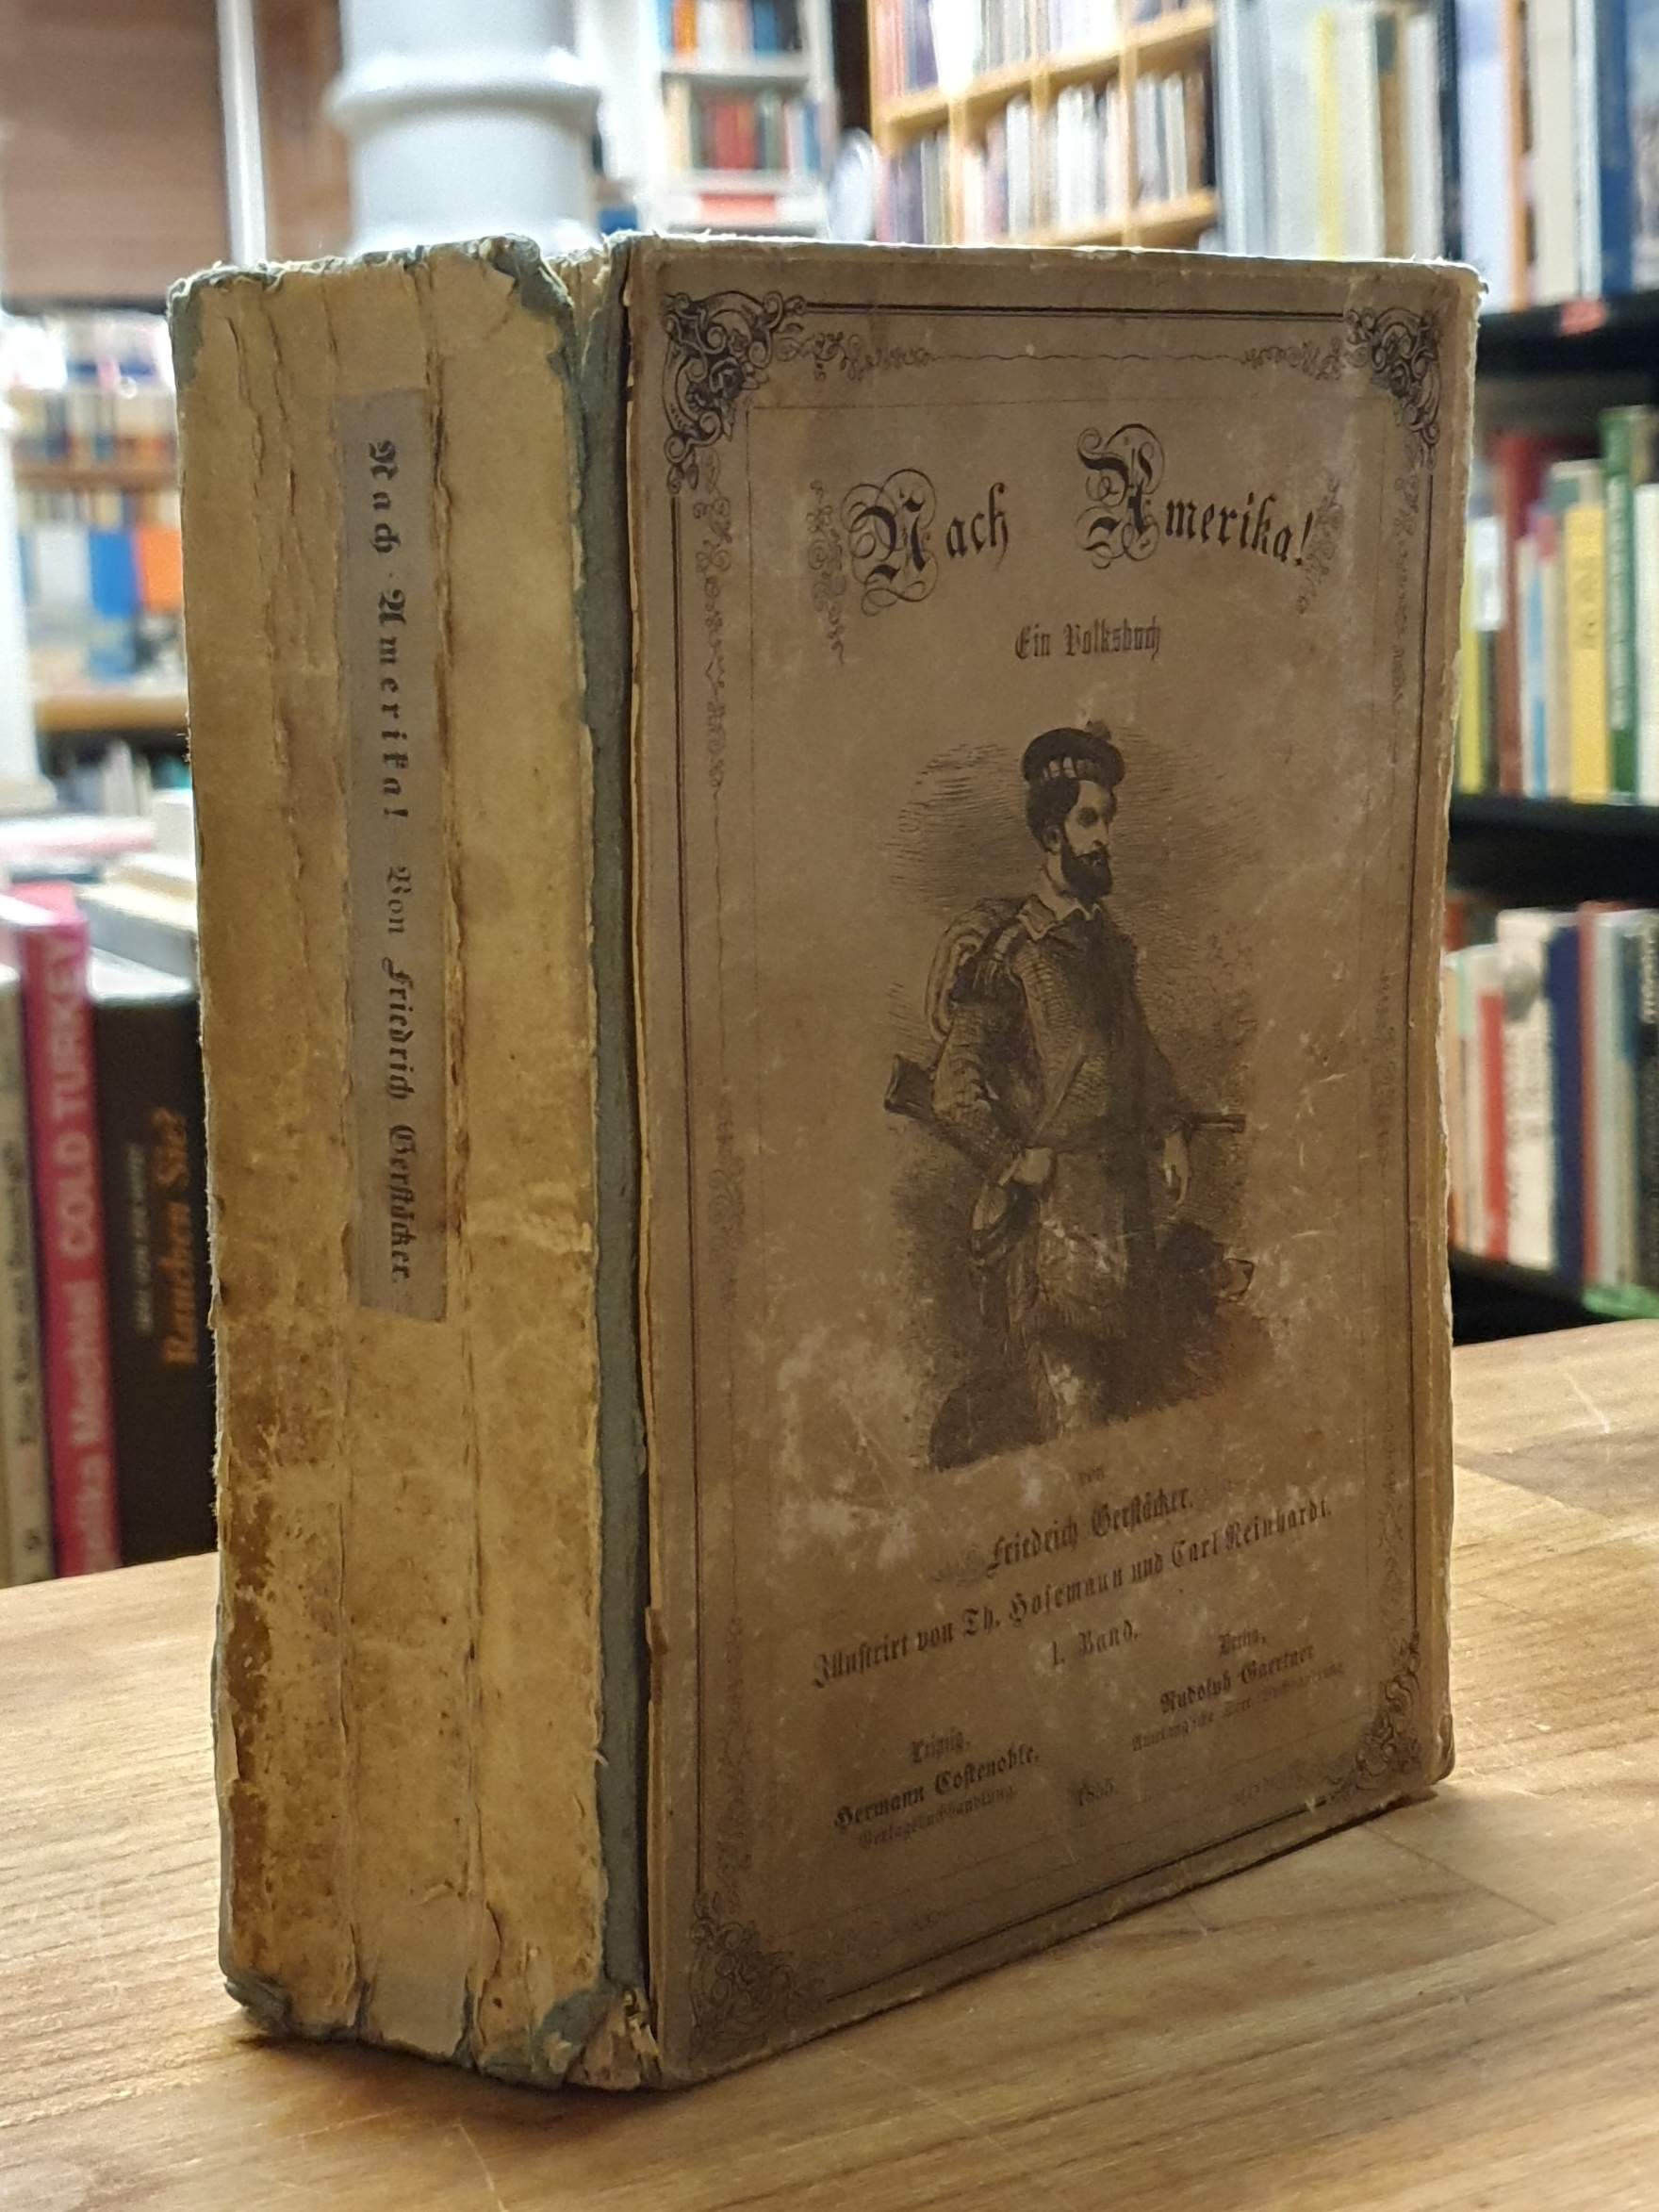 Nach Amerika! Von Friedrich Gerstäcker.
Nach Amerika!
Ein Volksbuch
von
Friedrich Gerstäcker.
Illustrirt von Th. Hosemann und Carl Reinhardt.
1. Band.
Leipzig,
Hermann Costenoble,
Verlagsbuchhandlung.
Berlin,
Rudolph Gaertner
1855.
COLD TURKEY
Rauchen Sie?